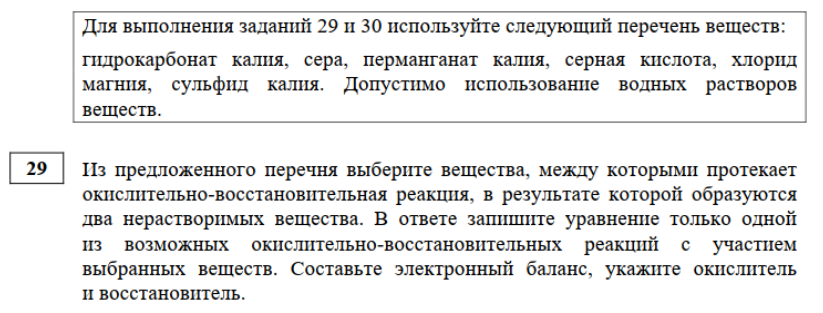 Для выполнения заданий 29 и 30 используйте следующий перечень веществ:
гидрокарбонат калия, сера, перманганат калия, серная кислота, хлорид
магния, сульфид калия. Допустимо использование водных растворов
веществ.
29 Из предложенного перечня выберите вещества, между которыми протекает
окислительно-восстановительная реакция, в результате которой образуются
два нерастворимых вещества. В ответе запишите уравнение только одной
из возможных окислительно-восстановительных реакций с участием
выбранных веществ. Составьте электронный баланс, укажите окислитель
и восстановитель.